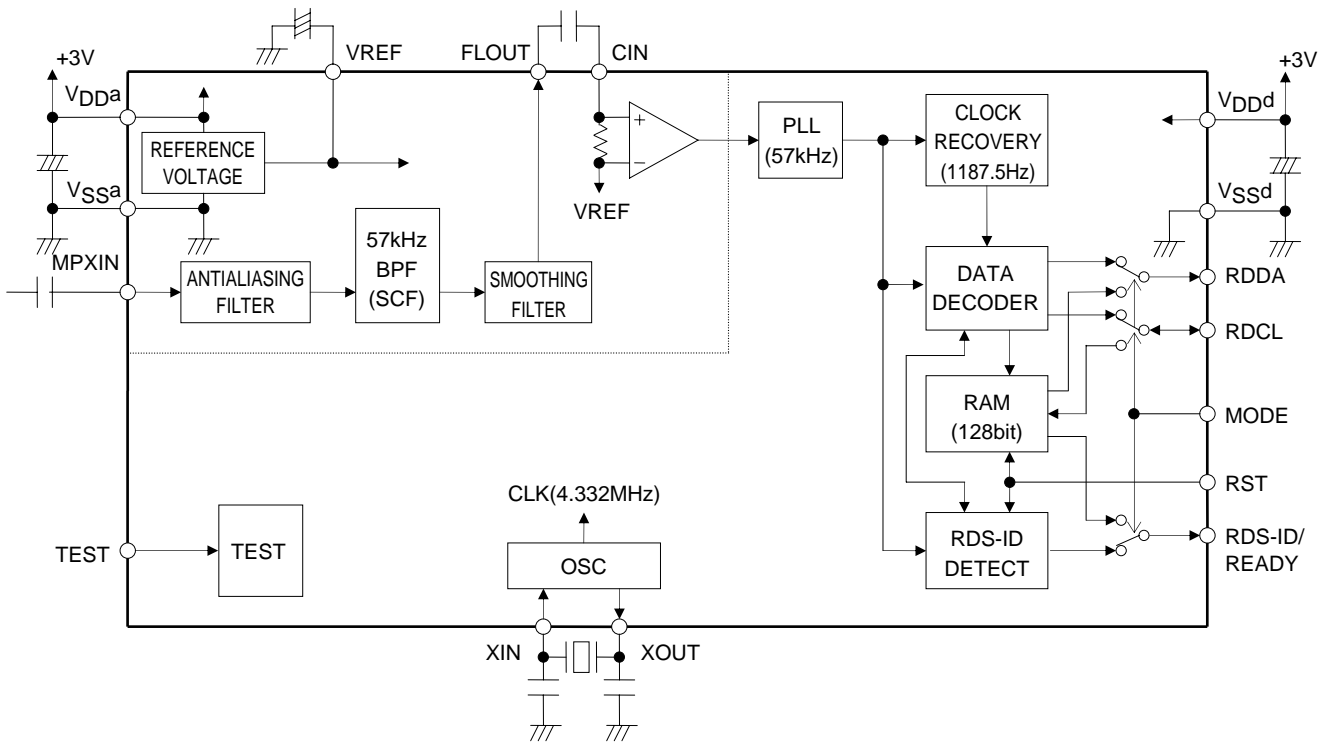 VREF
FLOUT
CIN
+3V
+3V
VDDa
VDDd
REFERENCE
VOLTAGE
+
−
VREF
PLL
(57kHz)
CLOCK
RECOVERY
(1187.5Hz)
VSSa
VSSd
MPXIN
ANTIALIASING
FILTER
57kHz
BPF
(SCF)
SMOOTHING
FILTER
DATA
DECODER
RDDA
RDCL
RAM
(128bit)
MODE
RST
CLK(4.332MHz)
OSC
TEST
TEST
RDS-ID
DETECT
RDS-ID/
READY
XIN
XOUT